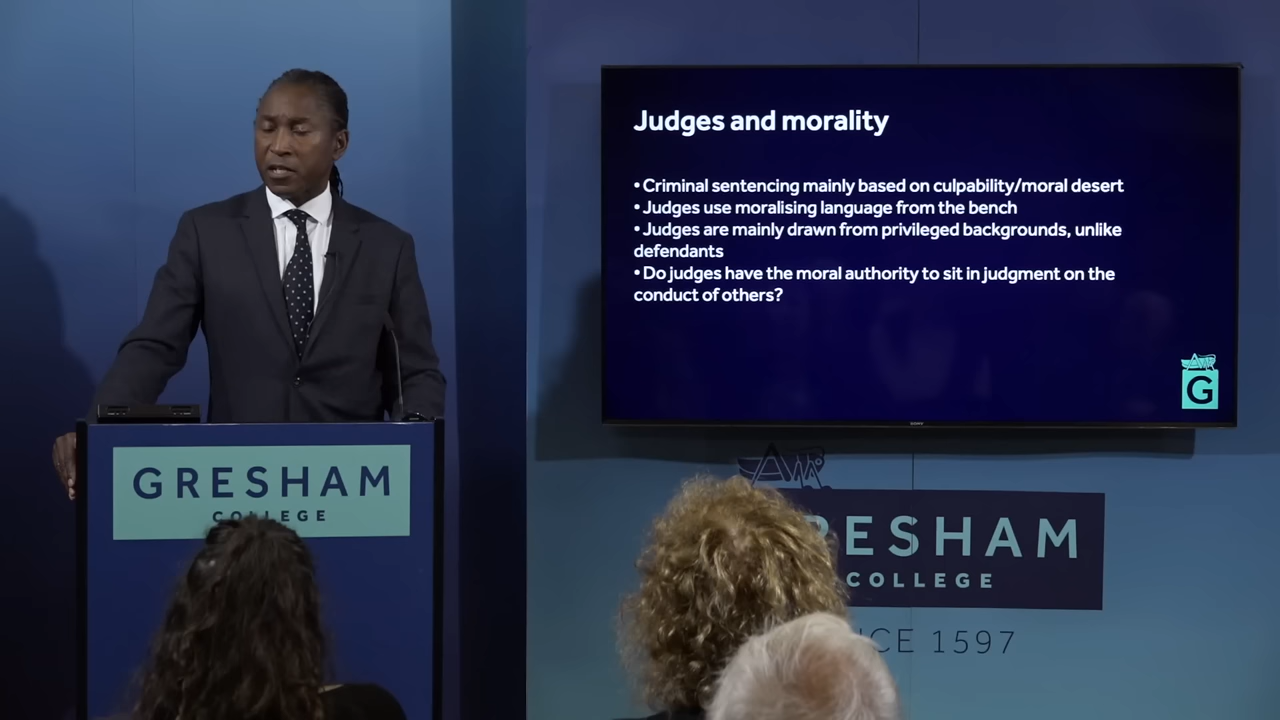 Judges and morality
• Criminal sentencing mainly based on culpability/moral desert
• Judges use moralising language from the bench
• Judges are mainly drawn from privileged backgrounds, unlike
defendants
• Do judges have the moral authority to sit in judgment on the
conduct of others?
G
SONY
GRESHAM
COLLEGE
RESHAM
COLLEGE
CE 1597